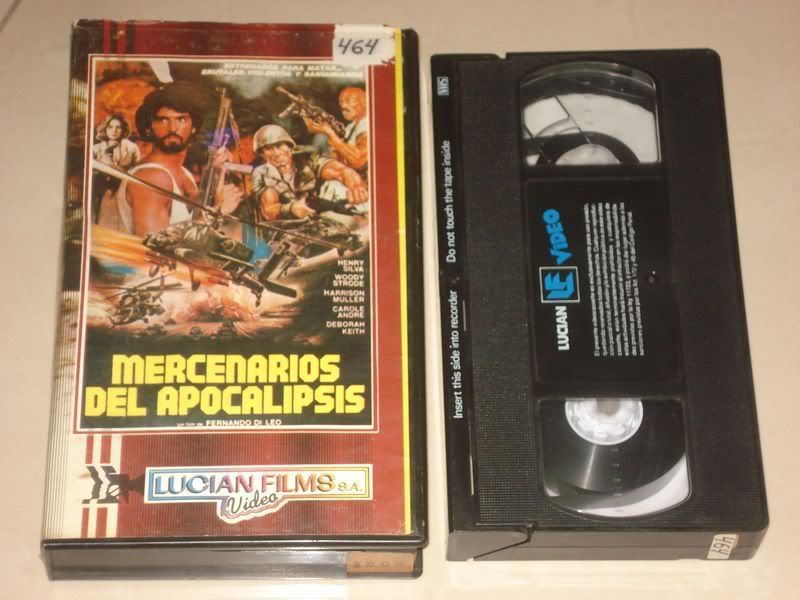 464
ENTRENADOS PARA MATAR...
BRUTALES, VIOLENTOS Y SANGUINARIOS
HENRY
SILVA
WOODY
STRODE
HARRISON
MULLER
CAROLE
ANDRE
DEBORAH
KEITH
MERCENARIOS
DEL APOCALIPSIS
un film de FERNANDO DI LEO
LUCIAN FILMS S.A.
Video
VHS
Do not touch the tape inside
Insert this side into recorder
LUCIAN LF VIDEO
464